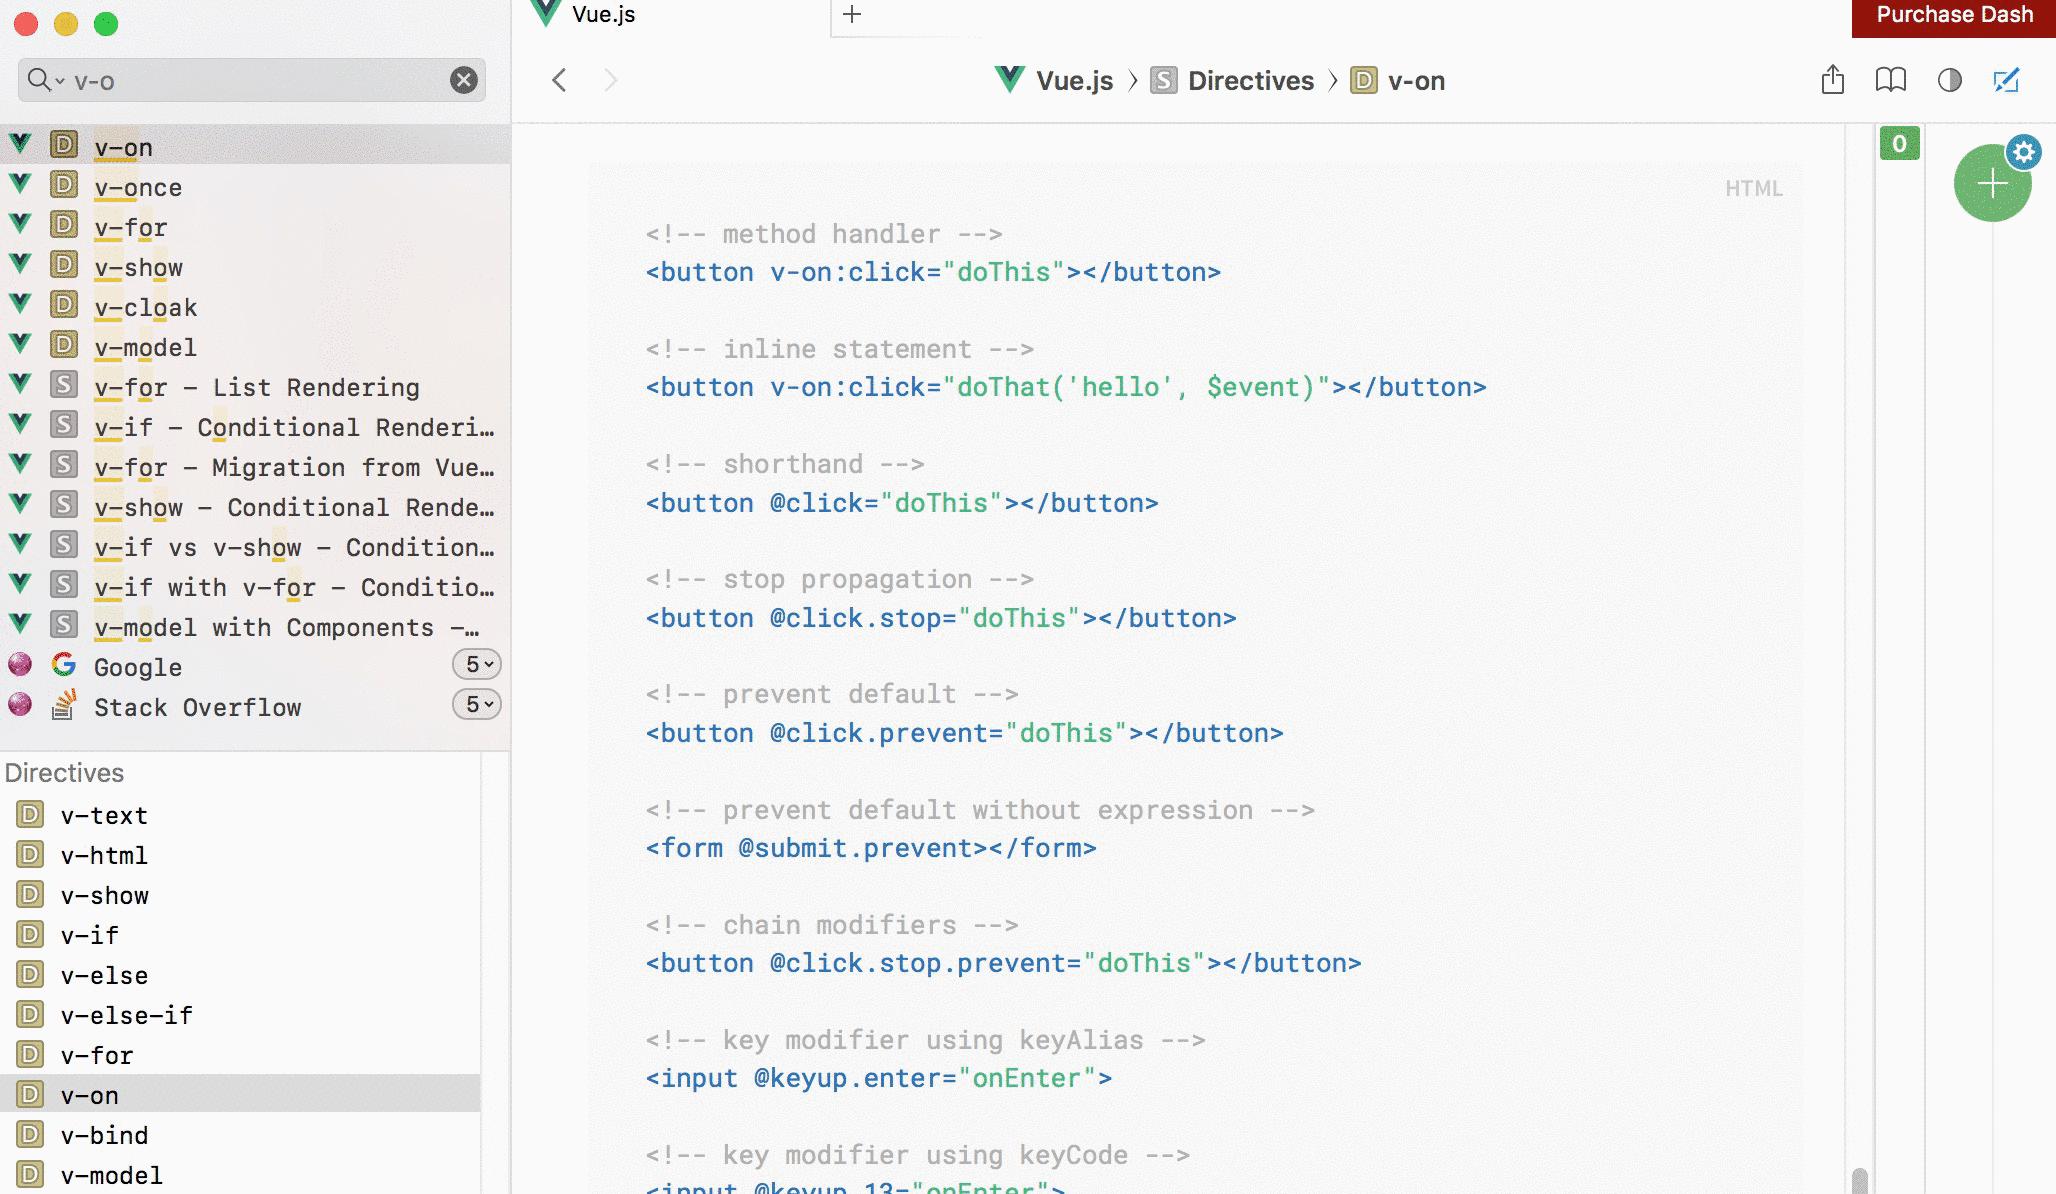 Vue.js
Purchase Dash
v-o
Vue.js
S
Directives
D
v-on
D v-on
D v-once
D v-for
D v-show
D v-cloak
D v-model
S v-for – List Rendering
S v-if – Conditional Renderi…
S v-for – Migration from Vue…
S v-show – Conditional Rende…
S v-if vs v-show – Condition…
S v-if with v-for – Conditio…
S v-model with Components –…
Google 5
Stack Overflow 5
Directives
D v-text
D v-html
D v-show
D v-if
D v-else
D v-else-if
D v-for
D v-on
D v-bind
D v-model
0
HTML
<!-- method handler -->
<button v-on:click="doThis"></button>
<!-- inline statement -->
<button v-on:click="doThat('hello', $event)"></button>
<!-- shorthand -->
<button @click="doThis"></button>
<!-- stop propagation -->
<button @click.stop="doThis"></button>
<!-- prevent default -->
<button @click.prevent="doThis"></button>
<!-- prevent default without expression -->
<form @submit.prevent></form>
<!-- chain modifiers -->
<button @click.stop.prevent="doThis"></button>
<!-- key modifier using keyAlias -->
<input @keyup.enter="onEnter">
<!-- key modifier using keyCode -->
<input @keyup.13="onEnter">